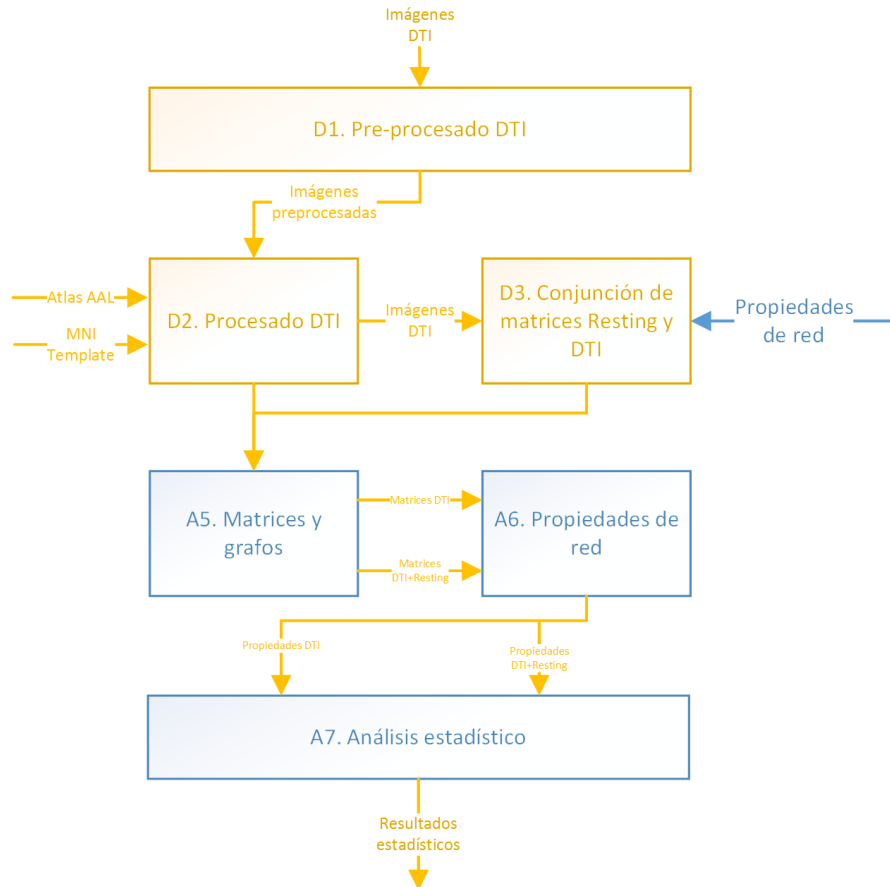 Imágenes
DTI
D1. Pre-procesado DTI
Imágenes
preprocesadas
Atlas AAL
MNI
Template
D2. Procesado DTI
Imágenes
DTI
D3. Conjunción de
matrices Resting y
DTI
Propiedades
de red
A5. Matrices y
grafos
Matrices DTI
Matrices
DTI+Resting
A6. Propiedades de
red
Propiedades DTI
Propiedades
DTI+Resting
A7. Análisis estadístico
Resultados
estadísticos